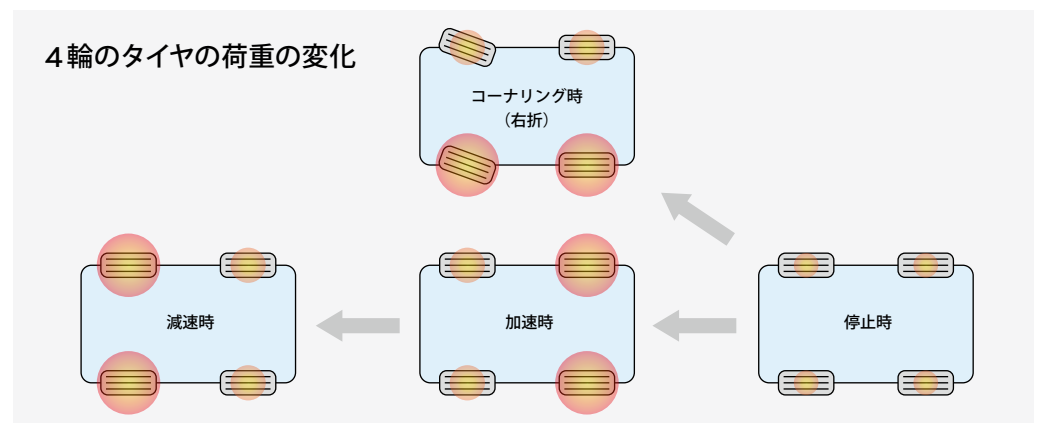 4輪のタイヤの荷重の変化
コーナリング時
（右折）
減速時
加速時
停止時